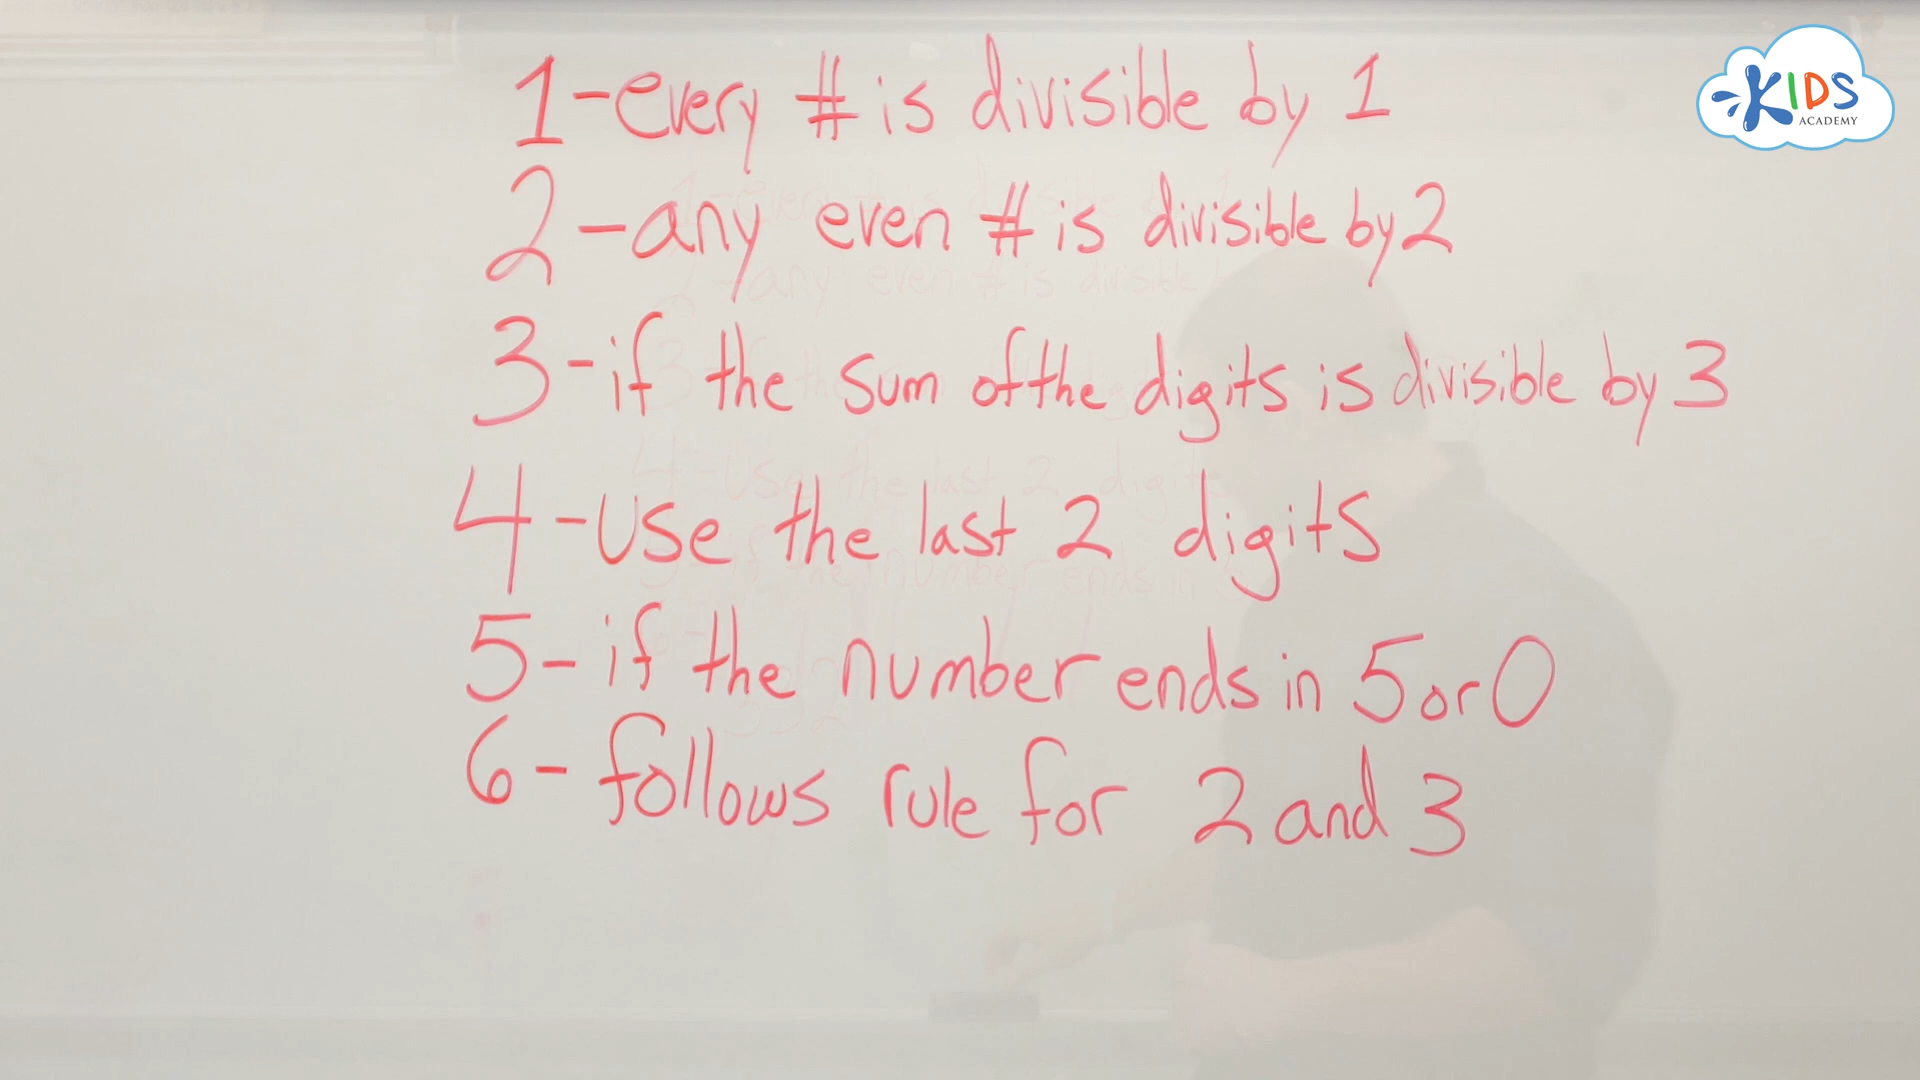 1-every # is divisible by 1
2-any even # is divisible by 2
3-if the sum of the digits is divisible by 3
4-Use the last 2 digits
5-if the number ends in 5 or 0
6-follows rule for 2 and 3
KIDS
ACADEMY